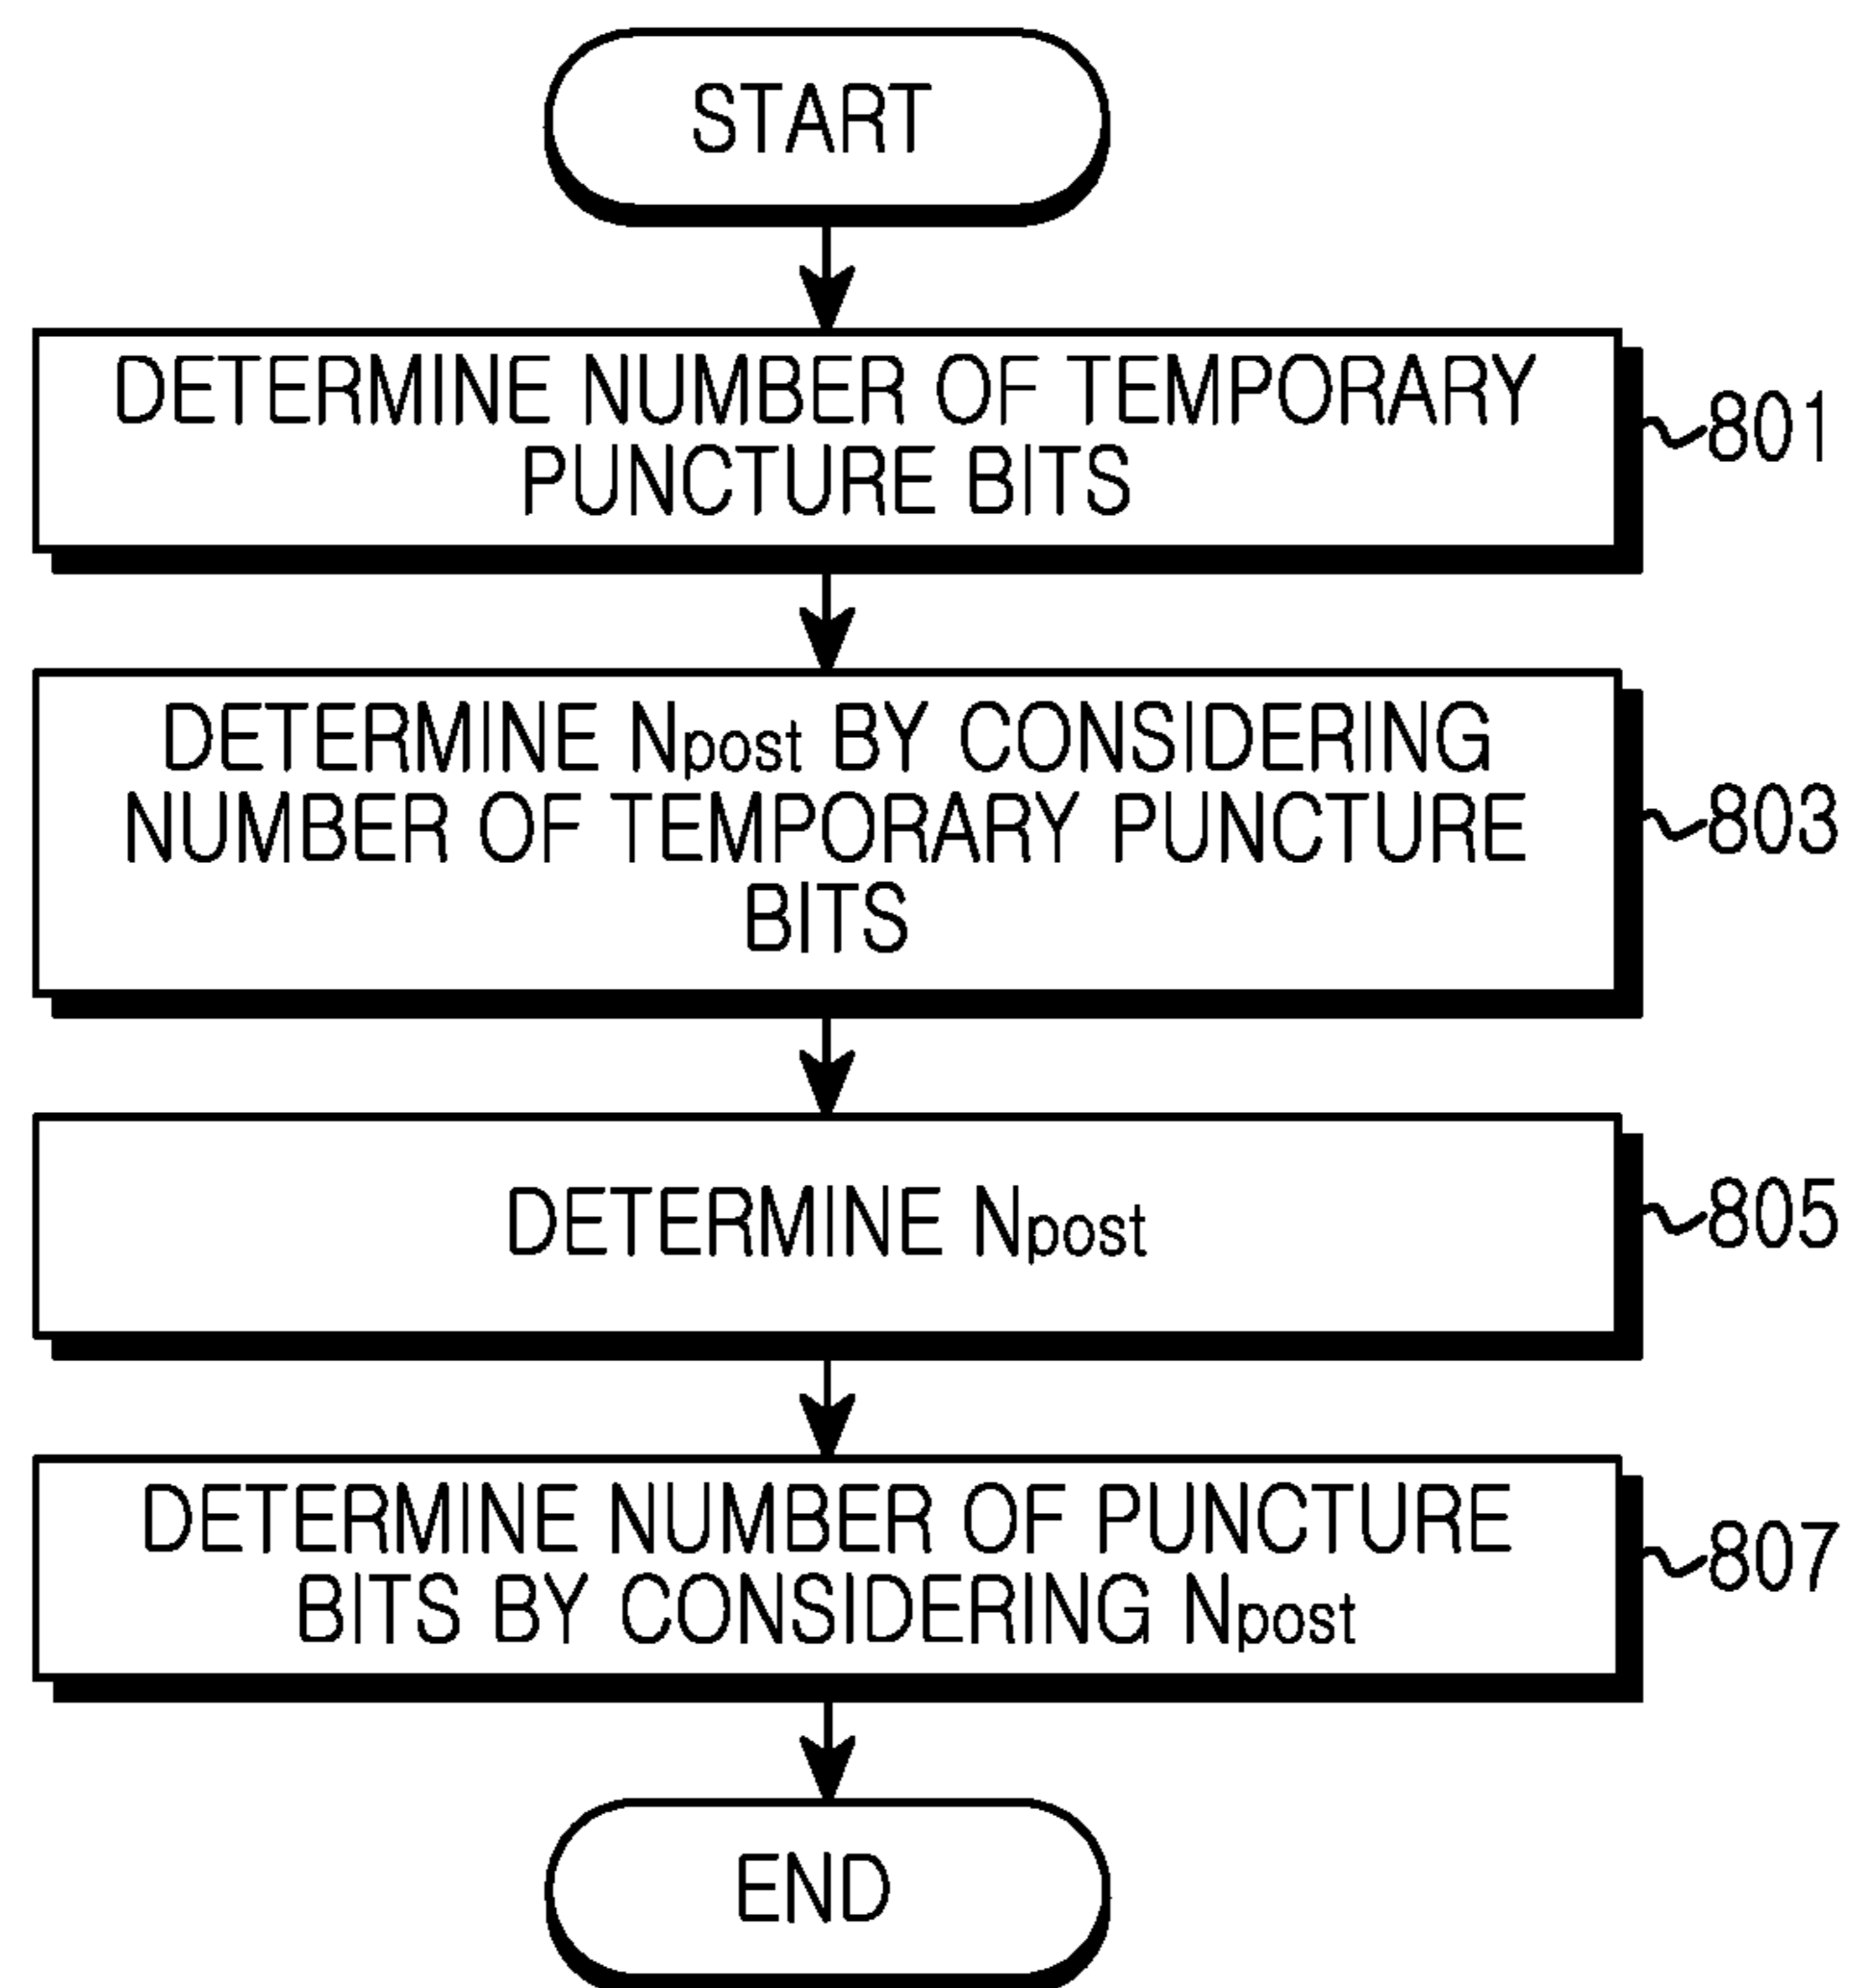 START
DETERMINE NUMBER OF TEMPORARY
PUNCTURE BITS
801
DETERMINE Npost BY CONSIDERING
NUMBER OF TEMPORARY PUNCTURE
BITS
803
DETERMINE Npost
805
DETERMINE NUMBER OF PUNCTURE
BITS BY CONSIDERING Npost
807
END